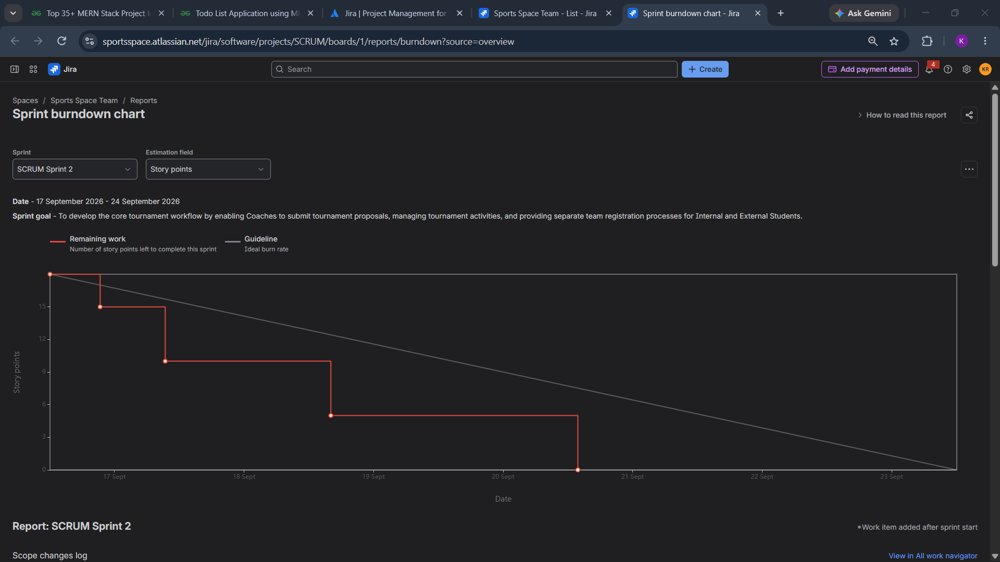 Top 35+ MERN Stack Project I
Todo List Application using M
Jira | Project Management for
Sports Space Team - List - Jira
Sprint burndown chart - Jira
Ask Gemini
sportsspace.atlassian.net/jira/software/projects/SCRUM/boards/1/reports/burndown?source=overview
K
Jira
Search
Create
Add payment details
4
KR
Spaces / Sports Space Team / Reports
Sprint burndown chart
How to read this report
Sprint
Estimation field
SCRUM Sprint 2
Story points
Date - 17 September 2026 - 24 September 2026
Sprint goal - To develop the core tournament workflow by enabling Coaches to submit tournament proposals, managing tournament activities, and providing separate team registration processes for Internal and External Students.
Remaining work
Number of story points left to complete this sprint
Guideline
Ideal burn rate
15
12
9
6
3
0
Story points
17 Sept
18 Sept
19 Sept
20 Sept
21 Sept
22 Sept
23 Sept
Date
Report: SCRUM Sprint 2
*Work item added after sprint start
Scope changes log
View in All work navigator